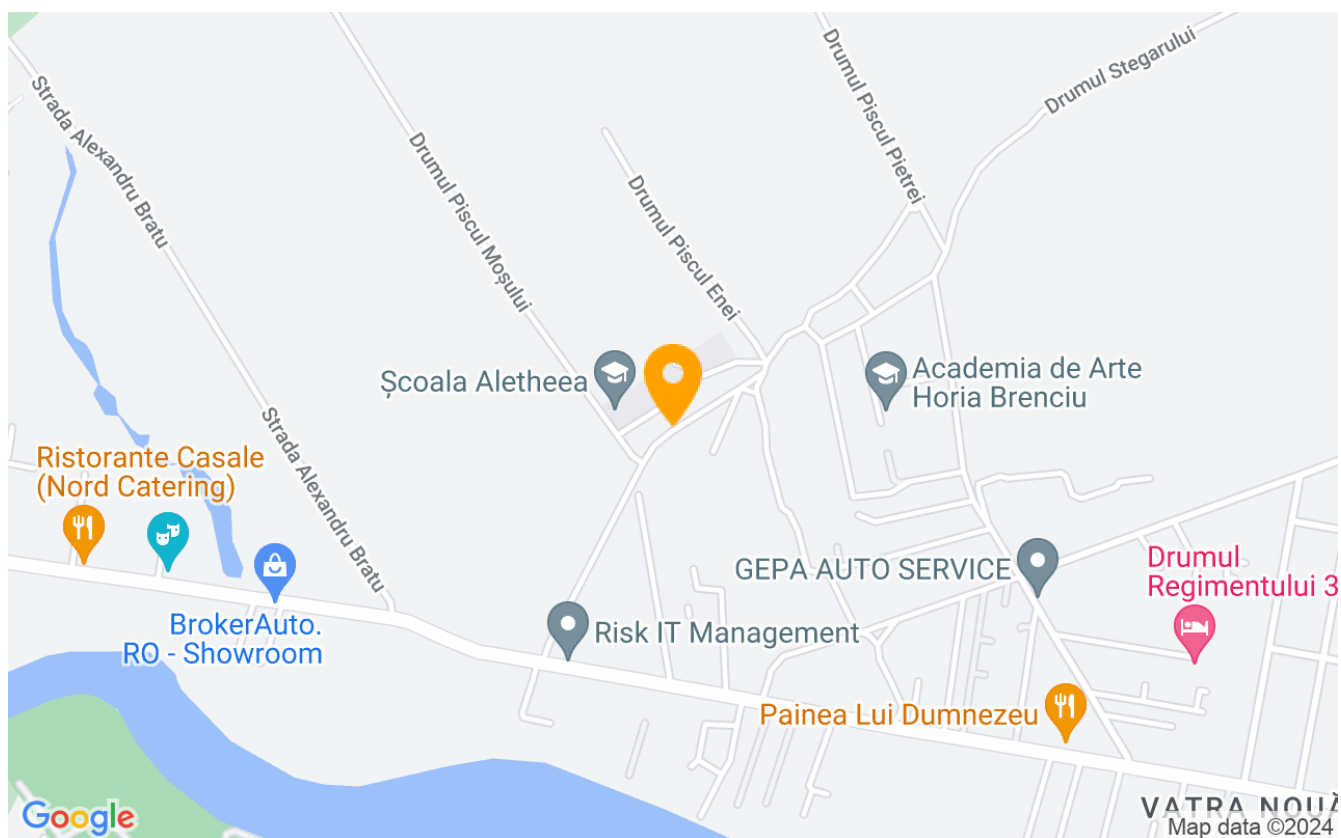 Drumul Stegarului
Drumul Piscul Pietrei
Strada Alexandru Bratu
Drumul Piscul Moșului
Drumul Piscul Enei
Școala Aletheea
Academia de Arte
Horia Brenciu
Strada Alexandru Bratu
Ristorante Casale
(Nord Catering)
GEPA AUTO SERVICE
Drumul
Regimentului 3
BrokerAuto.
RO - Showroom
Risk IT Management
Painea Lui Dumnezeu
VATRA NOUĂ
Google
Map data ©2024